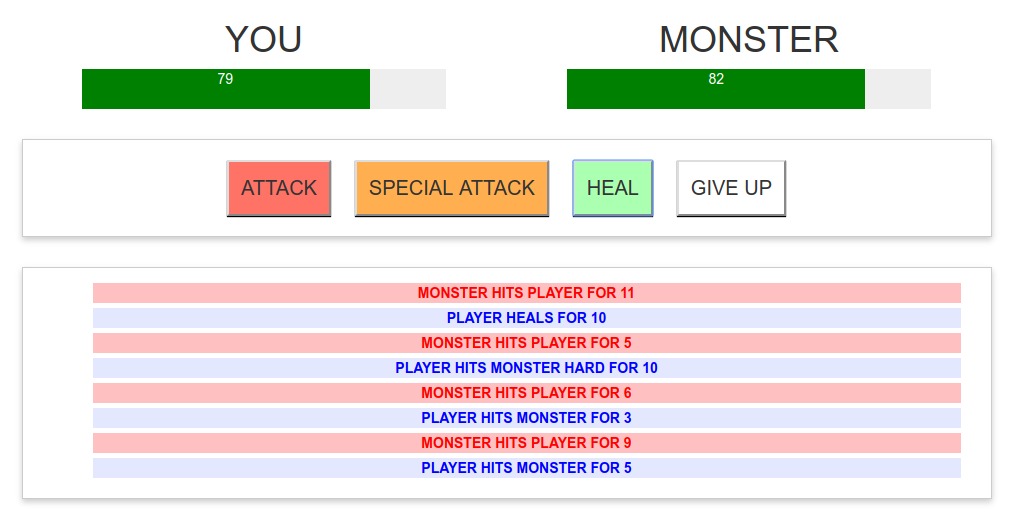 YOU MONSTER
79 82
ATTACK SPECIAL ATTACK HEAL GIVE UP
MONSTER HITS PLAYER FOR 11
PLAYER HEALS FOR 10
MONSTER HITS PLAYER FOR 5
PLAYER HITS MONSTER HARD FOR 10
MONSTER HITS PLAYER FOR 6
PLAYER HITS MONSTER FOR 3
MONSTER HITS PLAYER FOR 9
PLAYER HITS MONSTER FOR 5